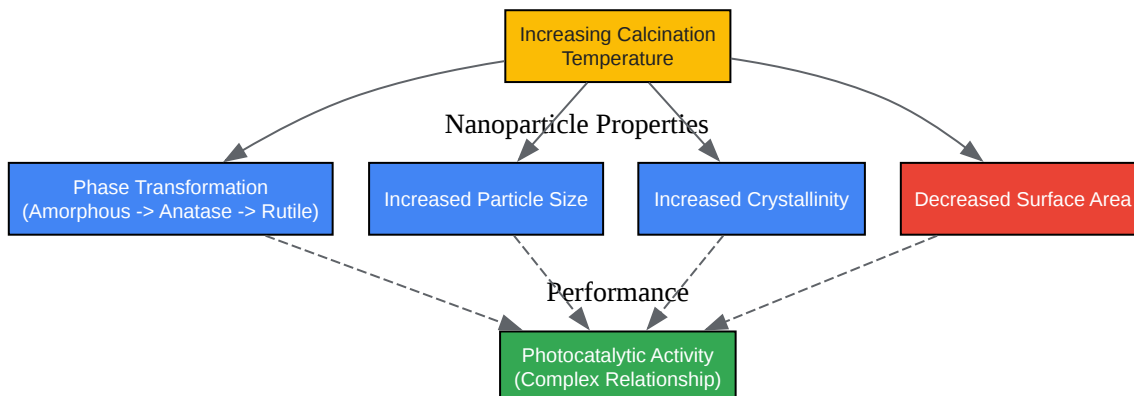 Increasing Calcination
Temperature
Nanoparticle Properties
Phase Transformation
(Amorphous -> Anatase -> Rutile)
Increased Particle Size
Increased Crystallinity
Decreased Surface Area
Performance
Photocatalytic Activity
(Complex Relationship)